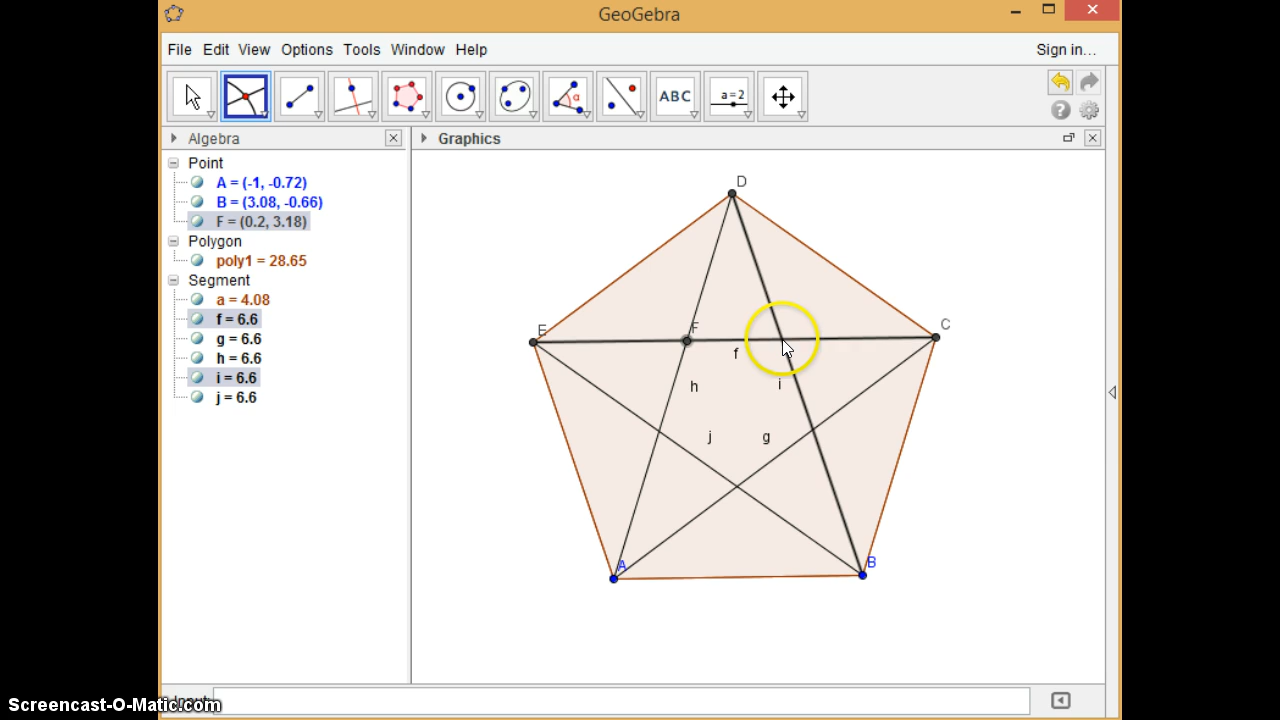 GeoGebra
File Edit View Options Tools Window Help Sign in...
α ABC a=2
Algebra
Graphics
Point
A = (-1, -0.72)
B = (3.08, -0.66)
F = (0.2, 3.18)
Polygon
poly1 = 28.65
Segment
a = 4.08
f = 6.6
g = 6.6
h = 6.6
i = 6.6
j = 6.6
D
E
F
C
f
h
i
j
g
A
B
Screencast-O-Matic.com